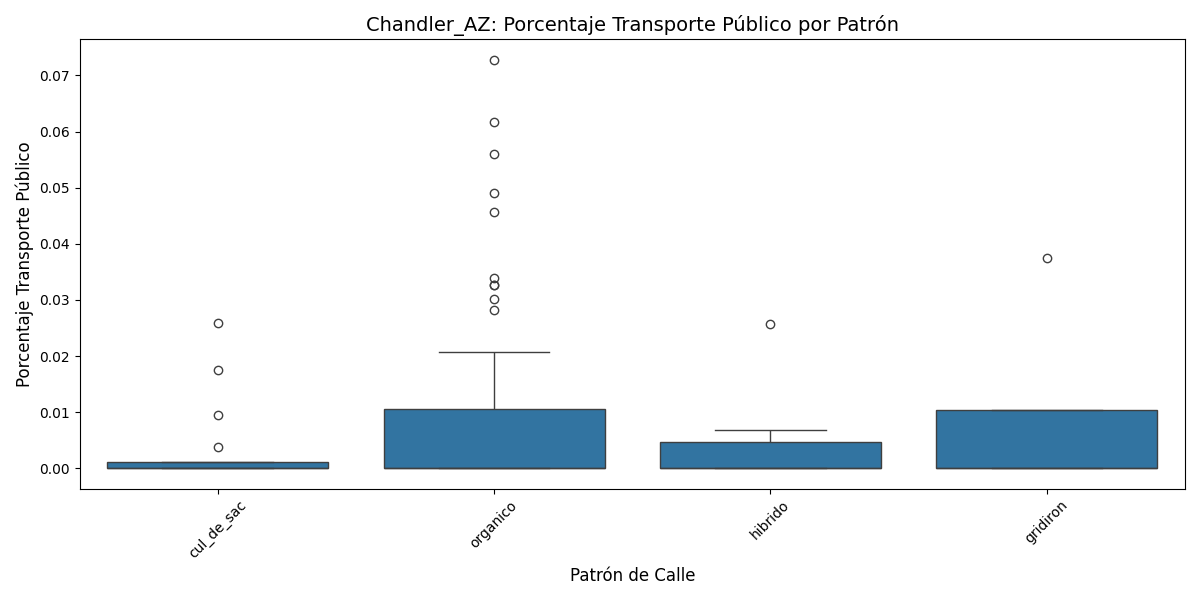 Chandler_AZ: Porcentaje Transporte Público por Patrón
Porcentaje Transporte Público
0.07
0.06
0.05
0.04
0.03
0.02
0.01
0.00
cul_de_sac
organico
hibrido
gridiron
Patrón de Calle